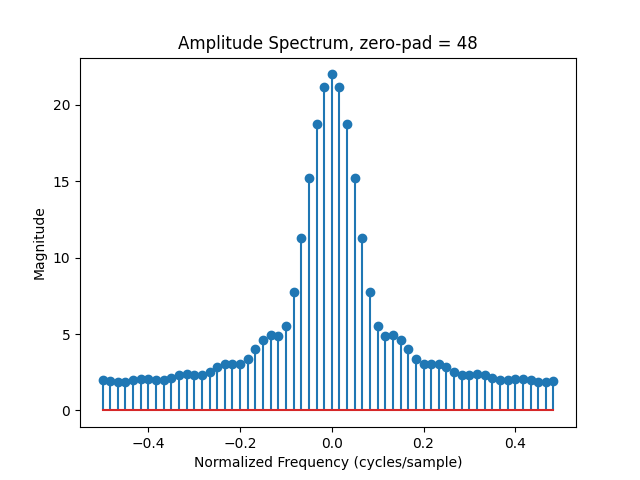 Amplitude Spectrum, zero-pad = 48
20
15
10
5
0
Magnitude
−0.4 −0.2 0.0 0.2 0.4
Normalized Frequency (cycles/sample)